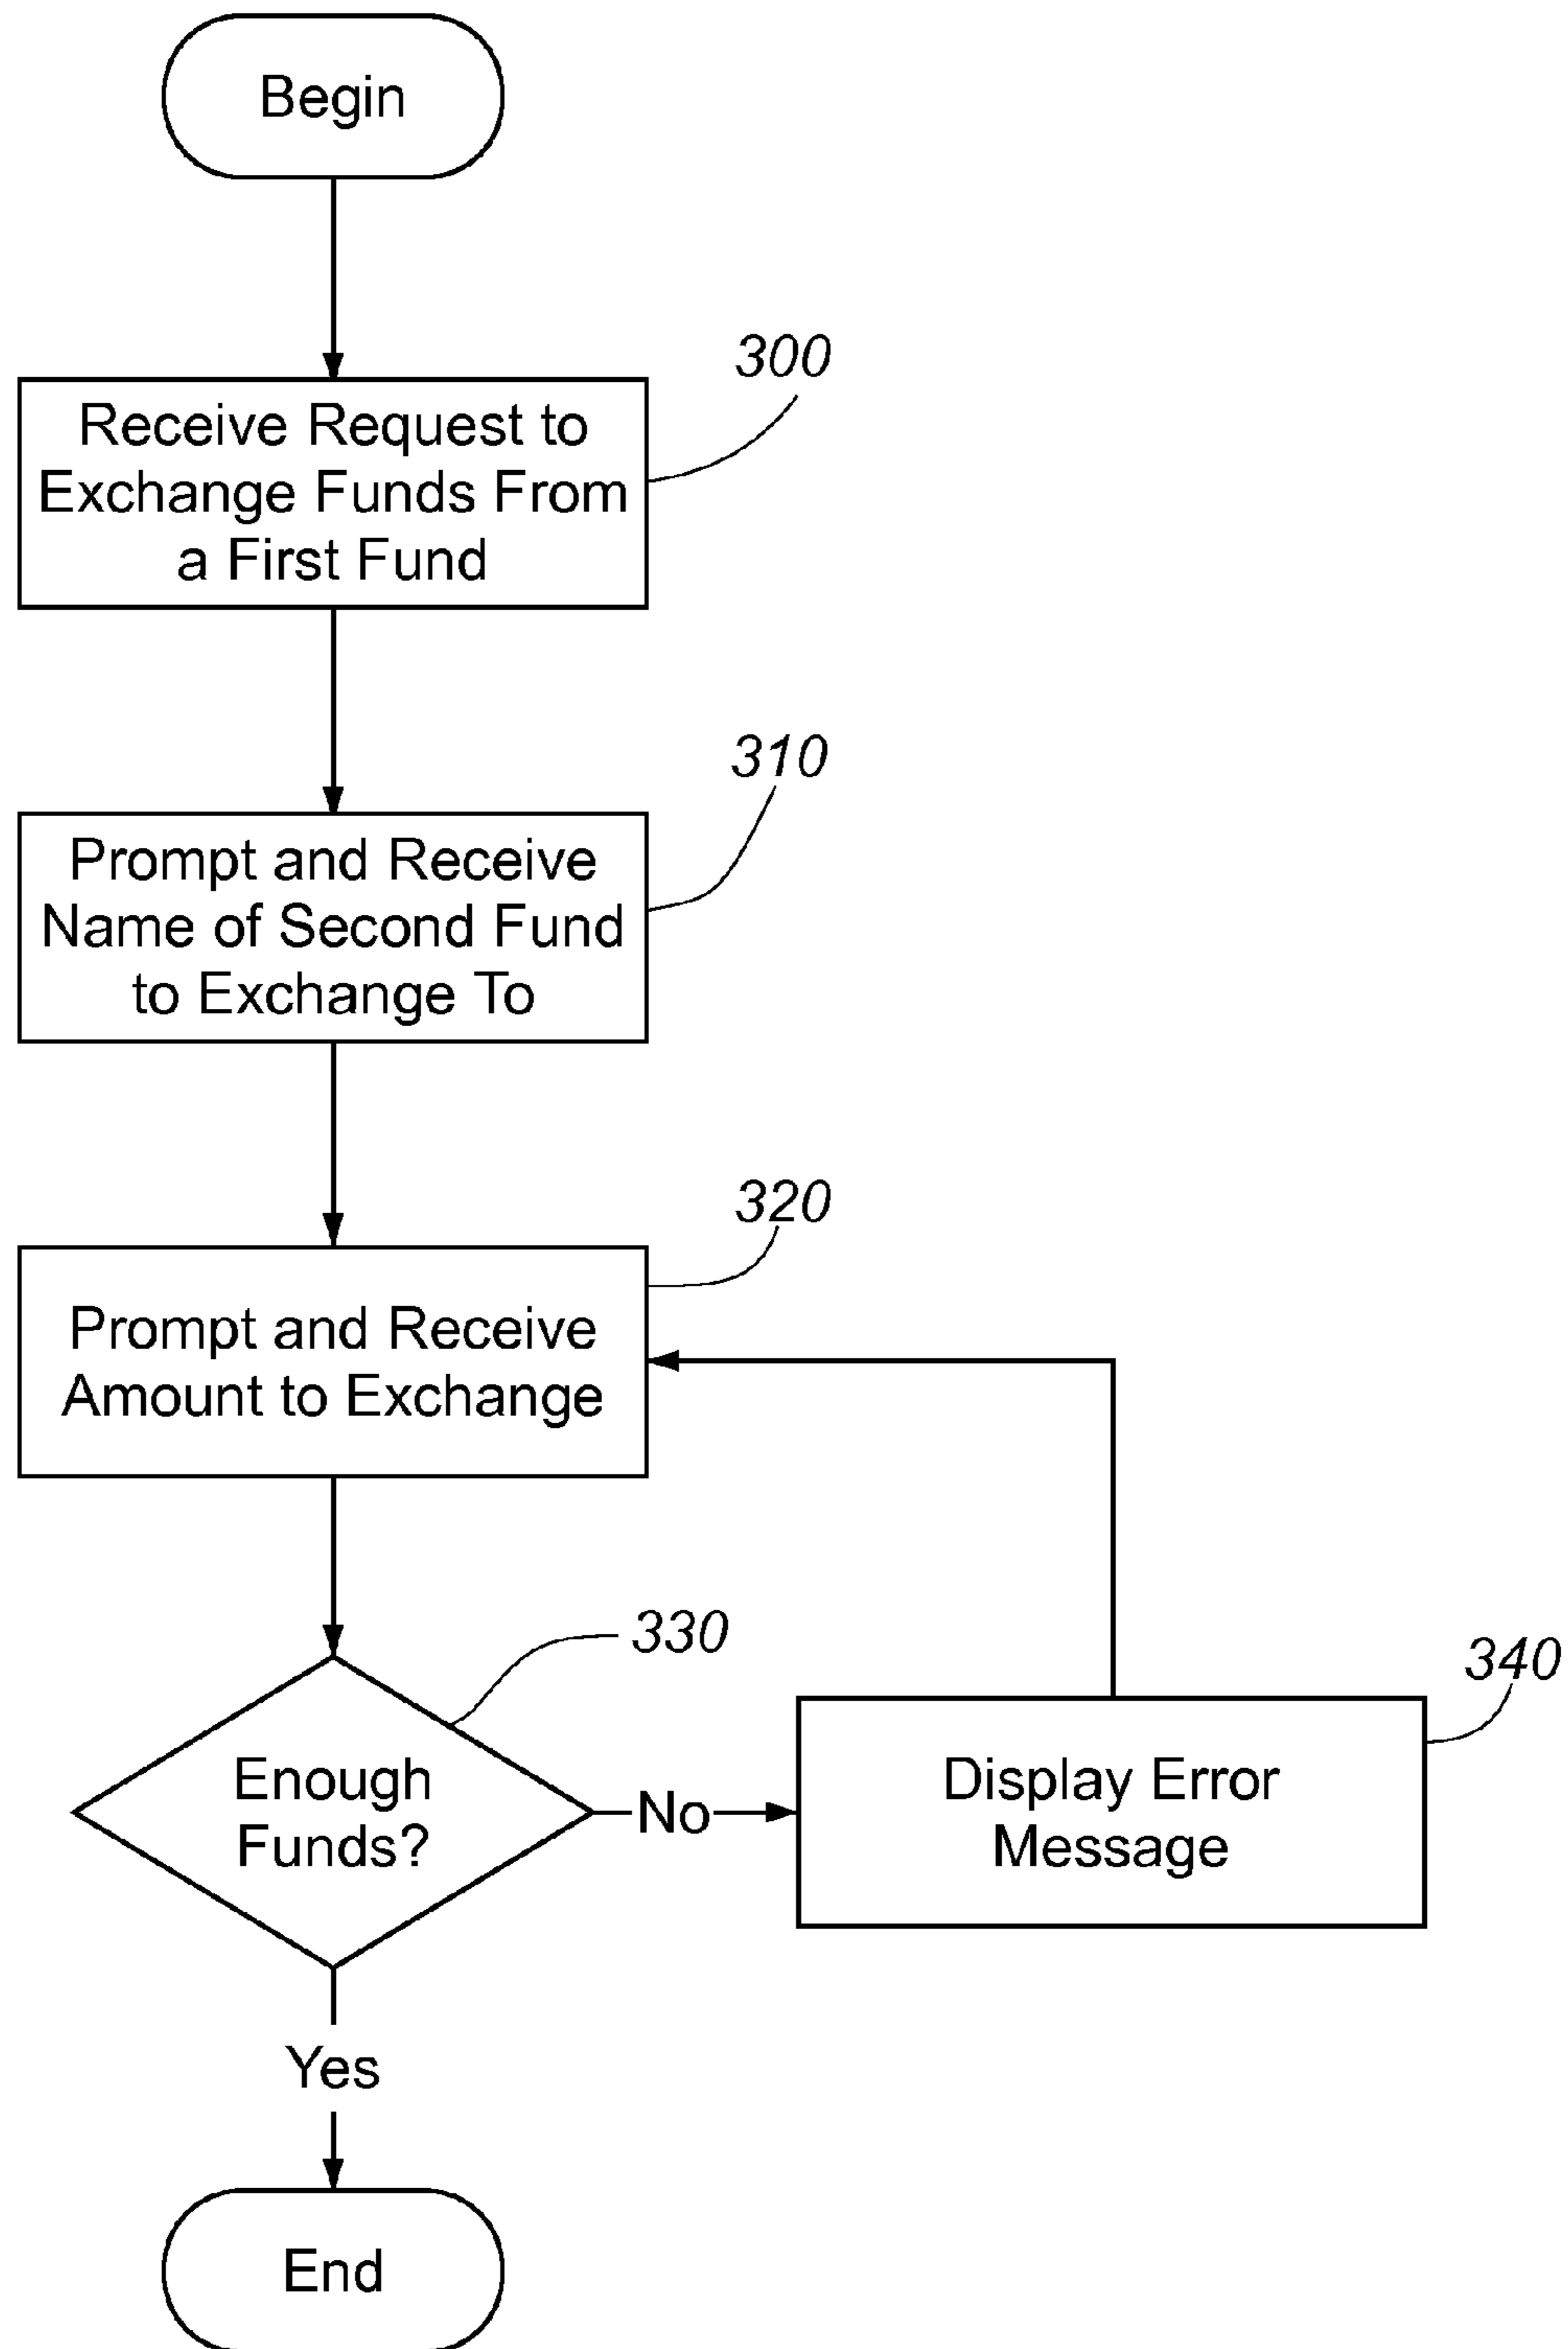 Begin
300
Receive Request to
Exchange Funds From
a First Fund
310
Prompt and Receive
Name of Second Fund
to Exchange To
320
Prompt and Receive
Amount to Exchange
330
340
Enough
Funds?
No
Display Error
Message
Yes
End